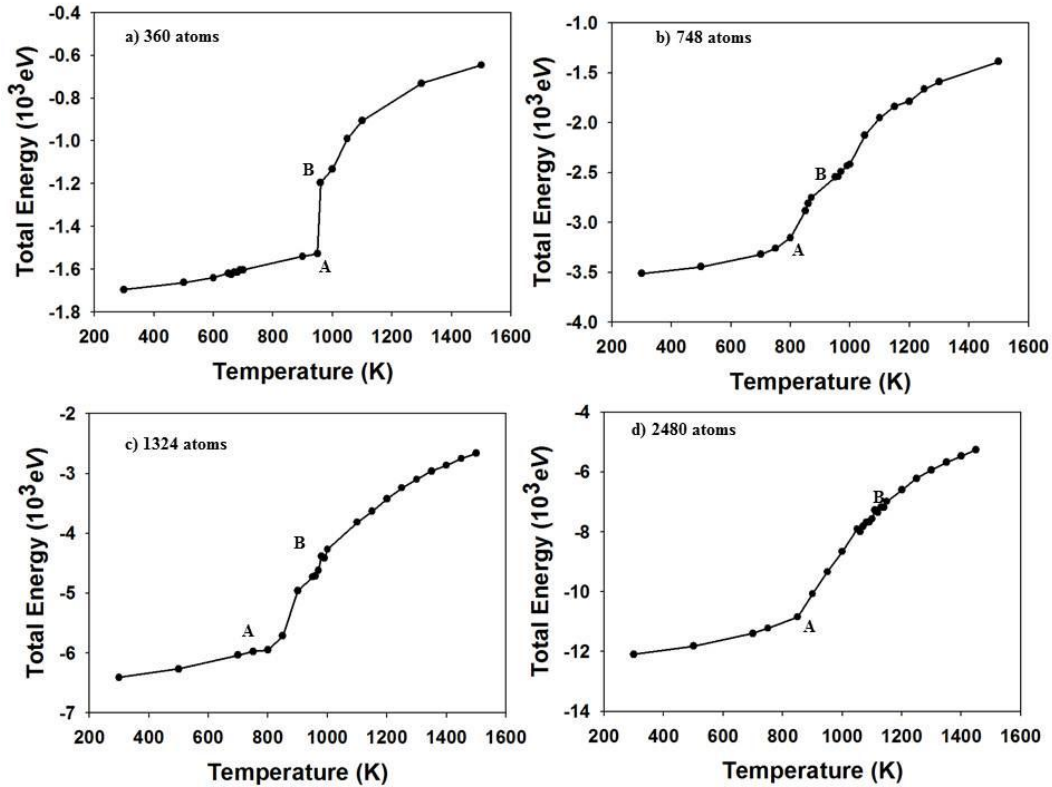 -0.4
-0.6
-0.8
-1.0
-1.2
-1.4
-1.6
-1.8
Total Energy (10³eV)
a) 360 atoms
B
A
200 400 600 800 1000 1200 1400 1600
Temperature (K)
-1.0
-1.5
-2.0
-2.5
-3.0
-3.5
-4.0
Total Energy (10³eV)
b) 748 atoms
B
A
200 400 600 800 1000 1200 1400 1600
Temperature (K)
-2
-3
-4
-5
-6
-7
Total Energy (10³eV)
c) 1324 atoms
B
A
200 400 600 800 1000 1200 1400 1600
Temperature (K)
-4
-6
-8
-10
-12
-14
Total Energy (10³eV)
d) 2480 atoms
B
A
200 400 600 800 1000 1200 1400 1600
Temperature (K)